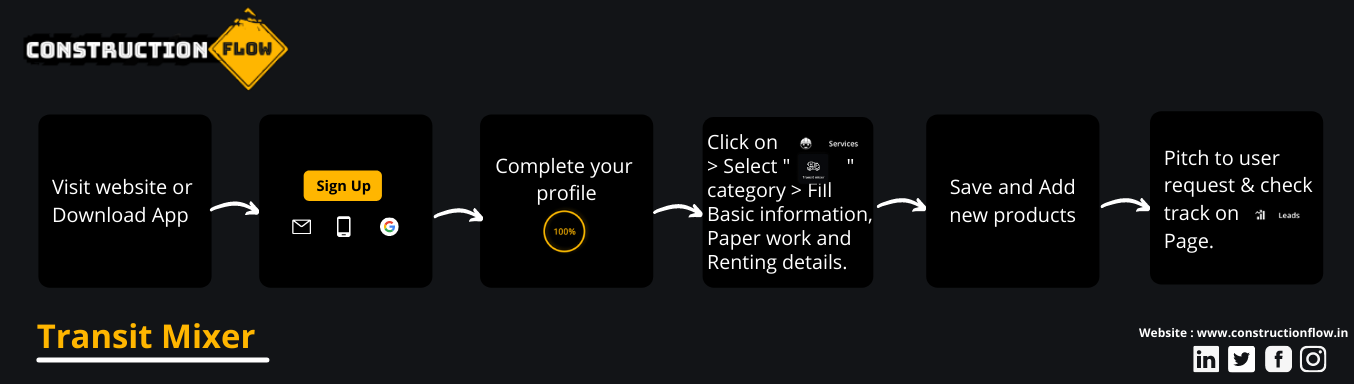 CONSTRUCTION FLOW
Visit website or
Download App
Sign Up
Complete your
profile
100%
Click on Services
> Select " Transit mixer "
category > Fill
Basic information,
Paper work and
Renting details.
Save and Add
new products
Pitch to user
request & check
track on Leads
Page.
Transit Mixer
Website : www.constructionflow.in